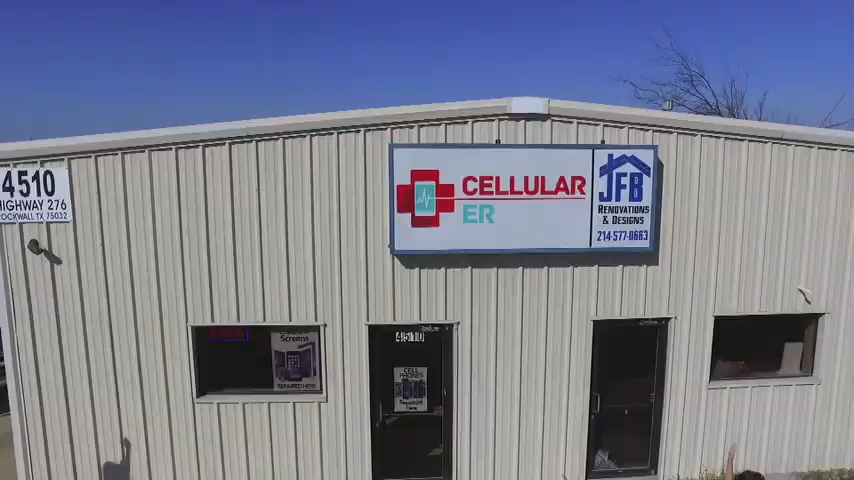 4510
HIGHWAY 276
ROCKWALL TX 75032
CELLULAR
ER
JFB
RENOVATIONS
& DESIGNS
214-577-0663
Screens
REPAIRED HERE
4510
CELL
PHONES
Repaired
Here